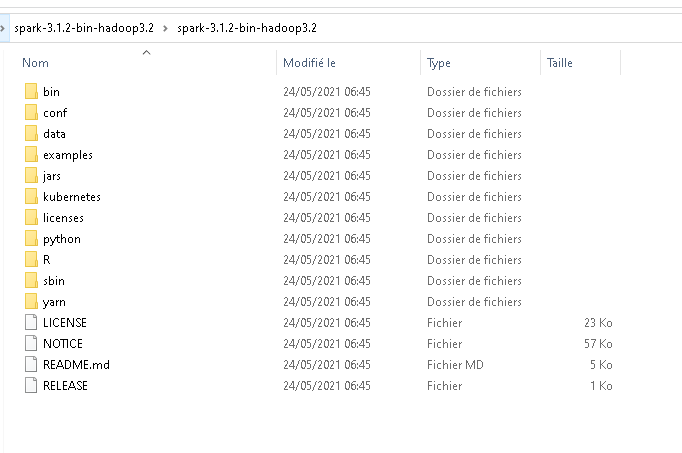 spark-3.1.2-bin-hadoop3.2 > spark-3.1.2-bin-hadoop3.2
Nom Modifié le Type Taille
bin 24/05/2021 06:45 Dossier de fichiers
conf 24/05/2021 06:45 Dossier de fichiers
data 24/05/2021 06:45 Dossier de fichiers
examples 24/05/2021 06:45 Dossier de fichiers
jars 24/05/2021 06:45 Dossier de fichiers
kubernetes 24/05/2021 06:45 Dossier de fichiers
licenses 24/05/2021 06:45 Dossier de fichiers
python 24/05/2021 06:45 Dossier de fichiers
R 24/05/2021 06:45 Dossier de fichiers
sbin 24/05/2021 06:45 Dossier de fichiers
yarn 24/05/2021 06:45 Dossier de fichiers
LICENSE 24/05/2021 06:45 Fichier 23 Ko
NOTICE 24/05/2021 06:45 Fichier 57 Ko
README.md 24/05/2021 06:45 Fichier MD 5 Ko
RELEASE 24/05/2021 06:45 Fichier 1 Ko